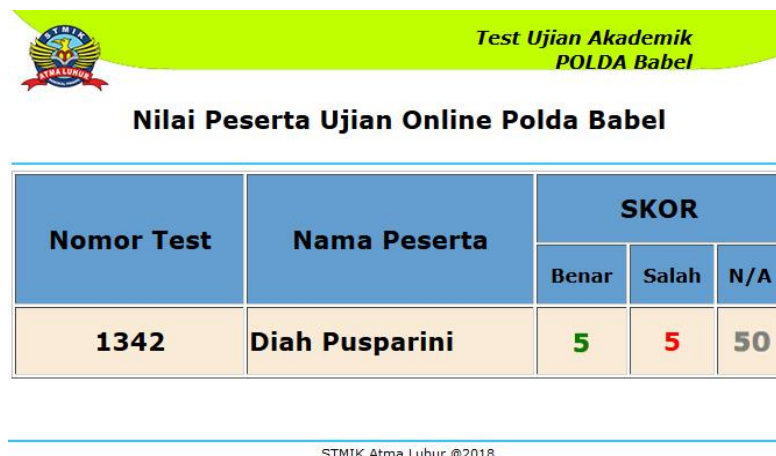 STMIK
ATMA LUHUR
Test Ujian Akademik
POLDA Babel
Nilai Peserta Ujian Online Polda Babel
Nomor Test
Nama Peserta
SKOR
Benar
Salah
N/A
1342
Diah Pusparini
5
5
50
STMIK Atma Luhur @2018